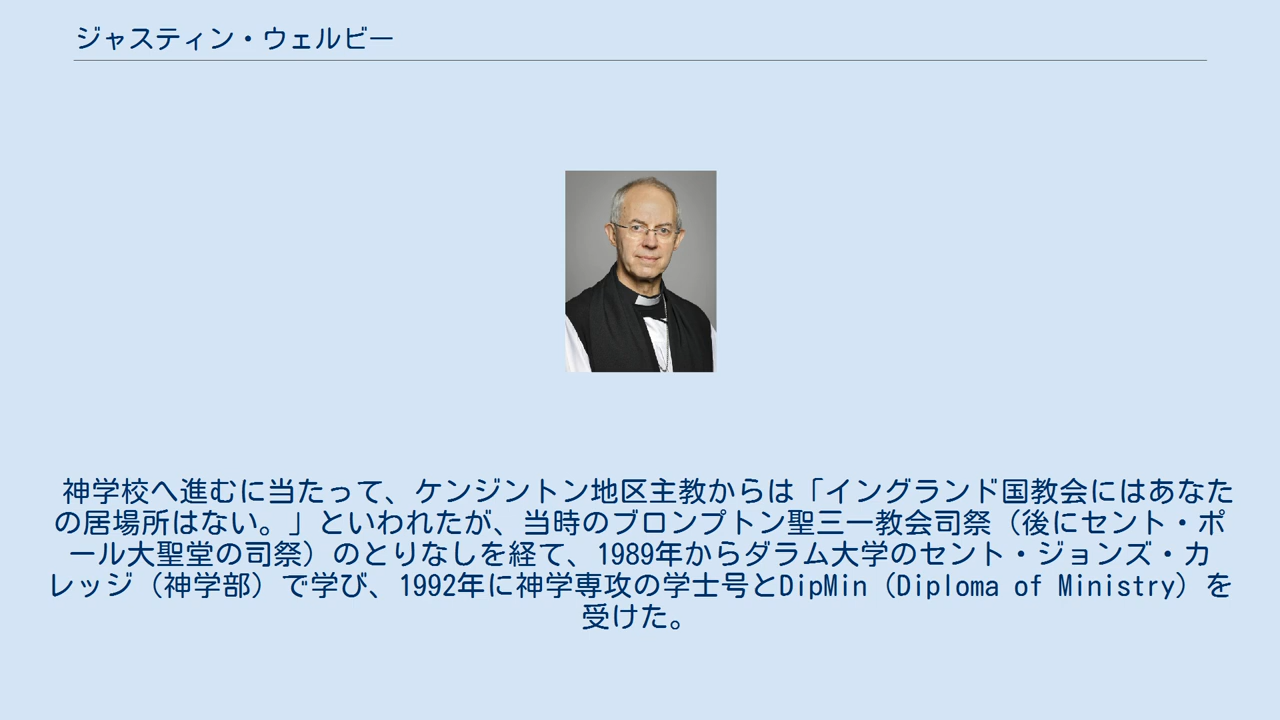 ジャスティン・ウェルビー
神学校へ進むに当たって、ケンジントン地区主教からは「イングランド国教会にはあなた
の居場所はない。」といわれたが、当時のブロンプトン聖三一教会司祭（後にセント・ポ
ール大聖堂の司祭）のとりなしを経て、1989年からダラム大学のセント・ジョンズ・カ
レッジ（神学部）で学び、1992年に神学専攻の学士号とDipMin（Diploma of Ministry）を
受けた。